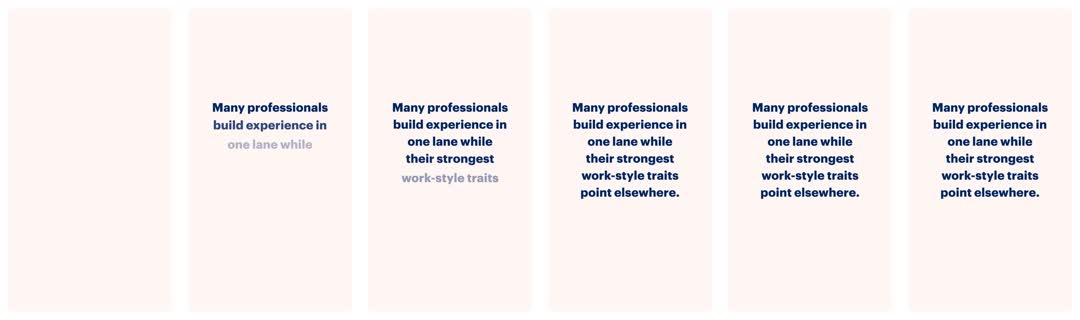 Many professionals
build experience in
one lane while
Many professionals
build experience in
one lane while
their strongest
work-style traits
Many professionals
build experience in
one lane while
their strongest
work-style traits
point elsewhere.
Many professionals
build experience in
one lane while
their strongest
work-style traits
point elsewhere.
Many professionals
build experience in
one lane while
their strongest
work-style traits
point elsewhere.